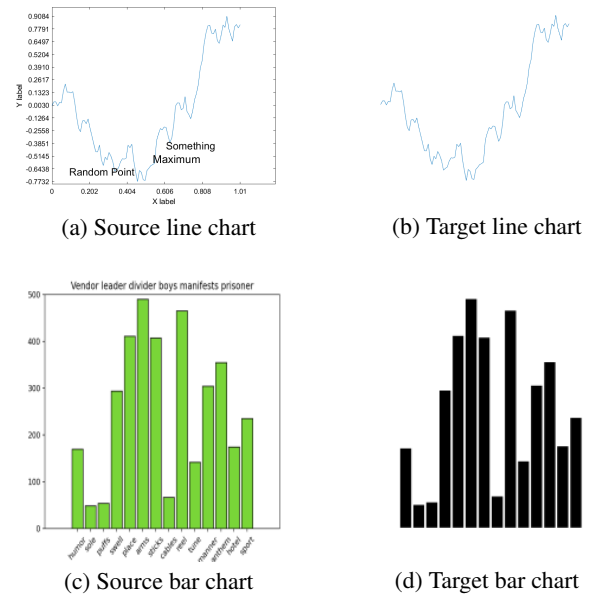 0.9084
0.7791
0.6497
0.5204
0.3910
0.2617
0.1323
0.0030
-0.1264
-0.2558
-0.3851
-0.5145
-0.6438
-0.7732
Y label
Something
Maximum
Random Point
0 0.202 0.404 0.606 0.808 1.01
X label
(a) Source line chart
(b) Target line chart
Vendor leader divider boys manifests prisoner
500
400
300
200
100
0
humor sole puffs swell place arms sticks cables reel tune manner anthem hotel sport
(c) Source bar chart
(d) Target bar chart